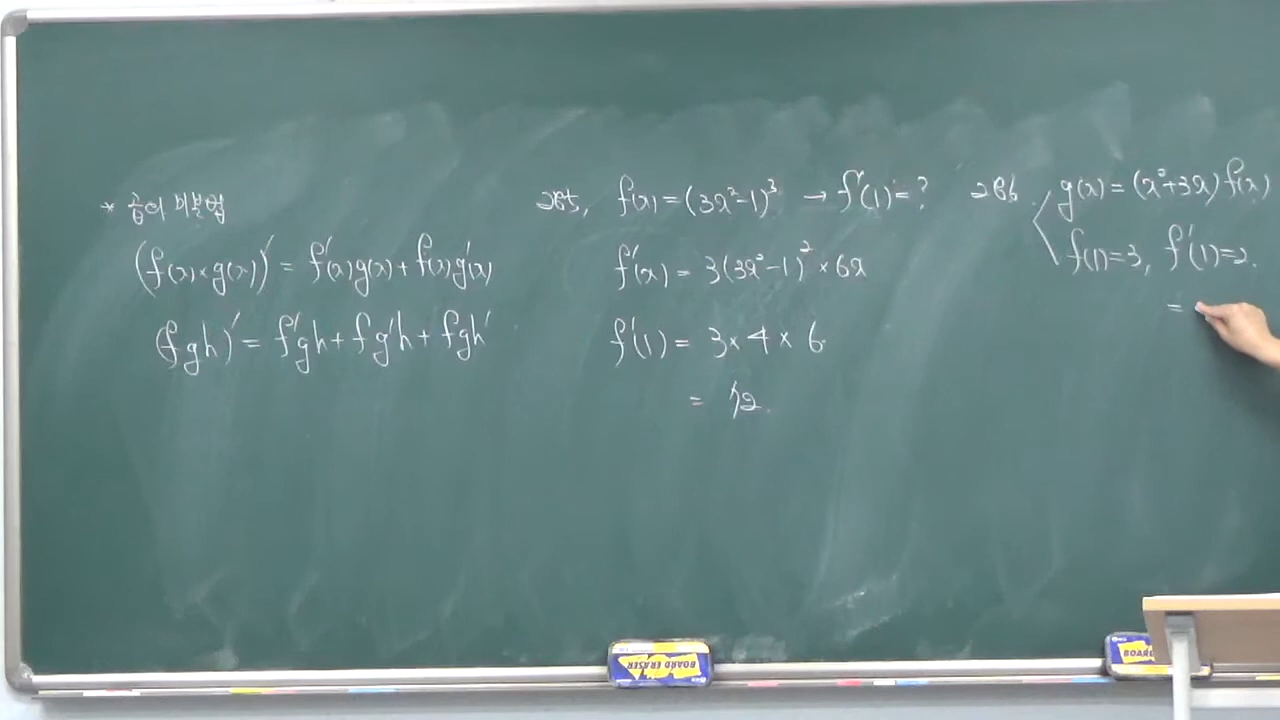 * 곱의 미분법
(f(x)×g(x))′ = f′(x)g(x)+f(x)g′(x)
(fgh)′ = f′gh+fg′h+fgh′
285, f(x)=(3x²-1)³ → f′(1)=?
f′(x) = 3(3x²-1)²×6x
f′(1) = 3×4×6
= 72.
286 g(x)=(x²+3x)f(x)
f(1)=3, f′(1)=2.
=
BOARD ERASER